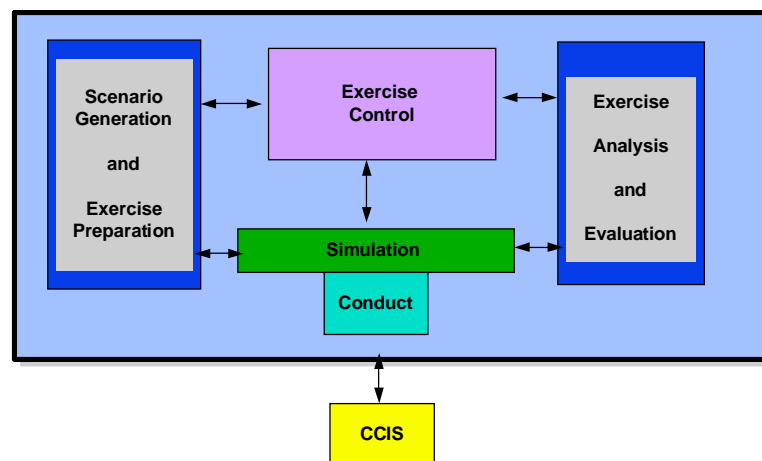 Scenario
Generation
and
Exercise
Preparation
Exercise
Control
Exercise
Analysis
and
Evaluation
Simulation
Conduct
CCIS